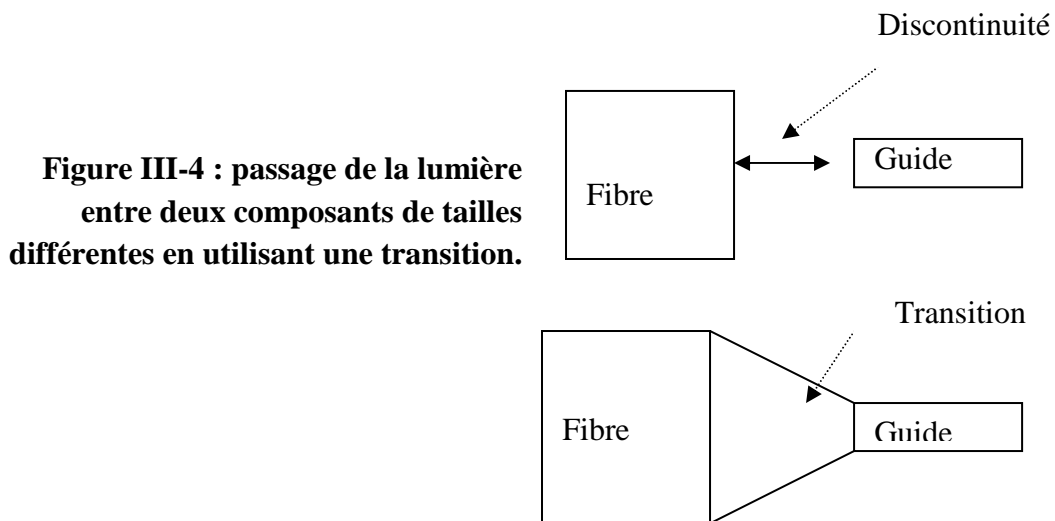 Discontinuité
Figure III-4 : passage de la lumière
entre deux composants de tailles
différentes en utilisant une transition.
Fibre
Guide
Transition
Fibre
Guide